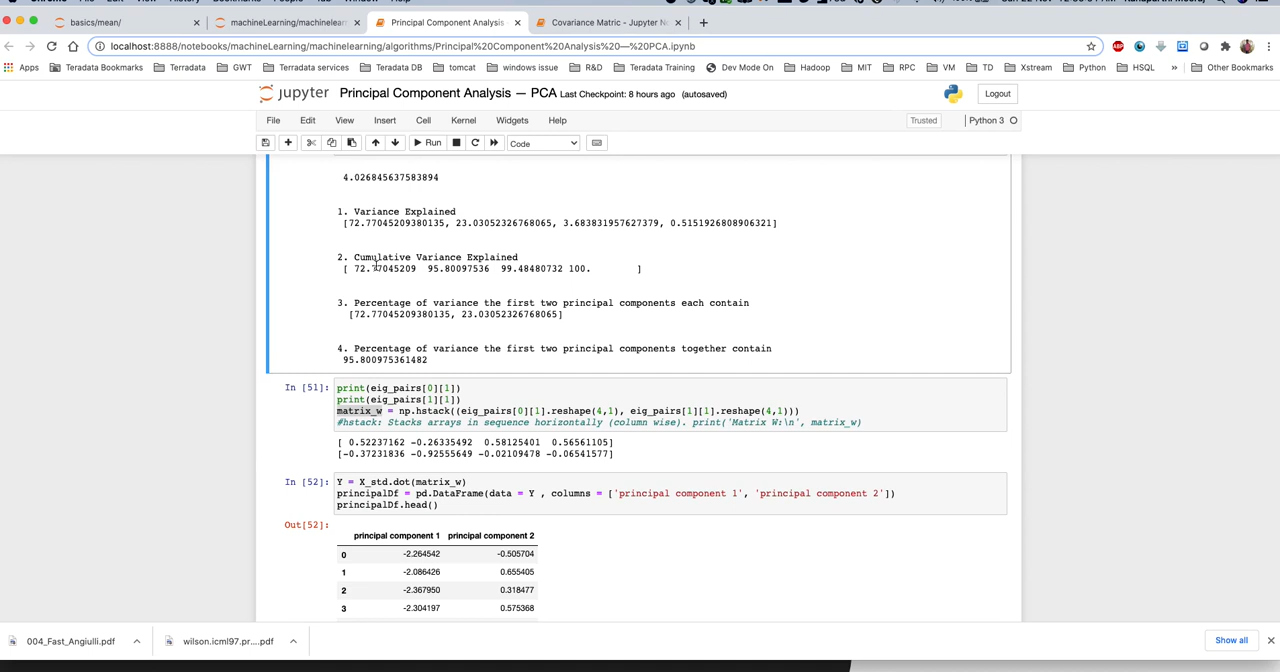 basics/mean/ × machineLearning/machinelear × Principal Component Analysis × Covariance Matric - Jupyter No × +
localhost:8888/notebooks/machineLearning/machinelearning/algorithms/Principal%20Component%20Analysis%20—%20PCA.ipynb
Apps Teradata Bookmarks Terradata GWT Terradata services Teradata DB tomcat windows issue R&D Teradata Training Dev Mode On Hadoop MIT RPC VM TD Xstream Python HSQL » Other Bookmarks
jupyter Principal Component Analysis — PCA Last Checkpoint: 8 hours ago (autosaved) Logout
File Edit View Insert Cell Kernel Widgets Help Trusted Python 3
Run Code
4.026845637583894
1. Variance Explained
[72.77045209380135, 23.03052326768065, 3.683831957627379, 0.5151926808906321]
2. Cumulative Variance Explained
[ 72.77045209 95.80097536 99.48480732 100. ]
3. Percentage of variance the first two principal components each contain
[72.77045209380135, 23.03052326768065]
4. Percentage of variance the first two principal components together contain
95.800975361482
In [51]: print(eig_pairs[0][1])
print(eig_pairs[1][1])
matrix_w = np.hstack((eig_pairs[0][1].reshape(4,1), eig_pairs[1][1].reshape(4,1)))
#hstack: Stacks arrays in sequence horizontally (column wise). print('Matrix W:\n', matrix_w)
[ 0.52237162 -0.26335492 0.58125401 0.56561105]
[-0.37231836 -0.92555649 -0.02109478 -0.06541577]
In [52]: Y = X_std.dot(matrix_w)
principalDf = pd.DataFrame(data = Y , columns = ['principal component 1', 'principal component 2'])
principalDf.head()
Out[52]:
principal component 1 principal component 2
0 -2.264542 -0.505704
1 -2.086426 0.655405
2 -2.367950 0.318477
3 -2.304197 0.575368
004_Fast_Angiulli.pdf wilson.icml97.pr....pdf Show all ×